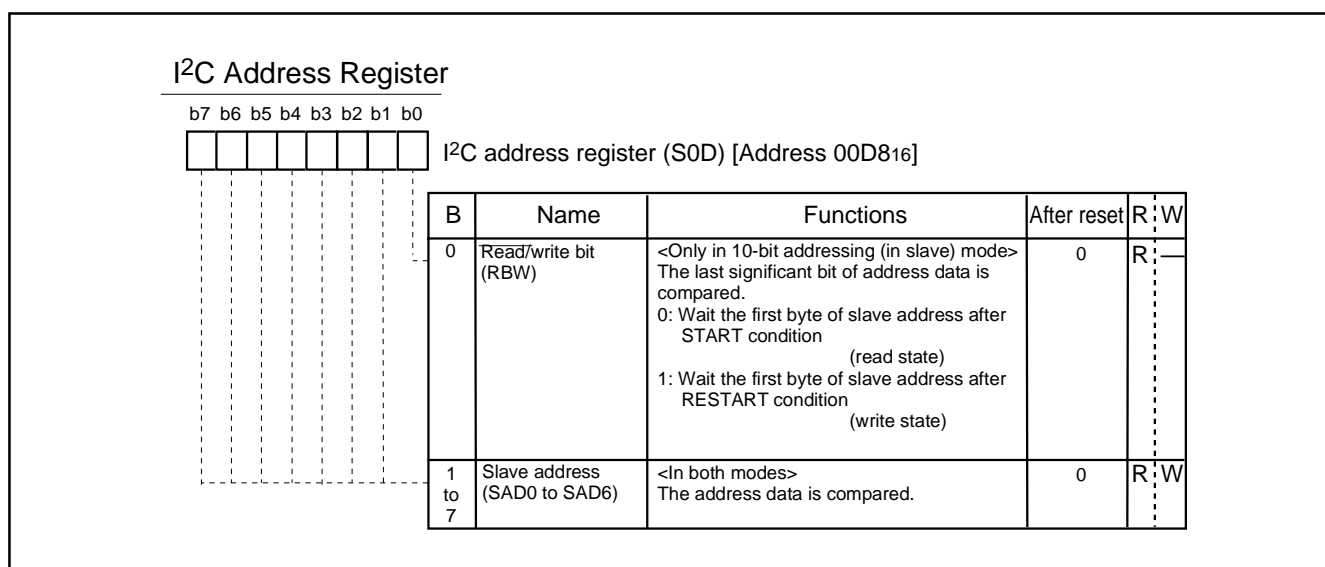 I2C Address Register
b7 b6 b5 b4 b3 b2 b1 b0
I2C address register (S0D) [Address 00D816]
B Name Functions After reset R W
0 Read/write bit (RBW) <Only in 10-bit addressing (in slave) mode> 0 R —
The last significant bit of address data is
compared.
0: Wait the first byte of slave address after
START condition
(read state)
1: Wait the first byte of slave address after
RESTART condition
(write state)
1 to 7 Slave address (SAD0 to SAD6) <In both modes> 0 R W
The address data is compared.